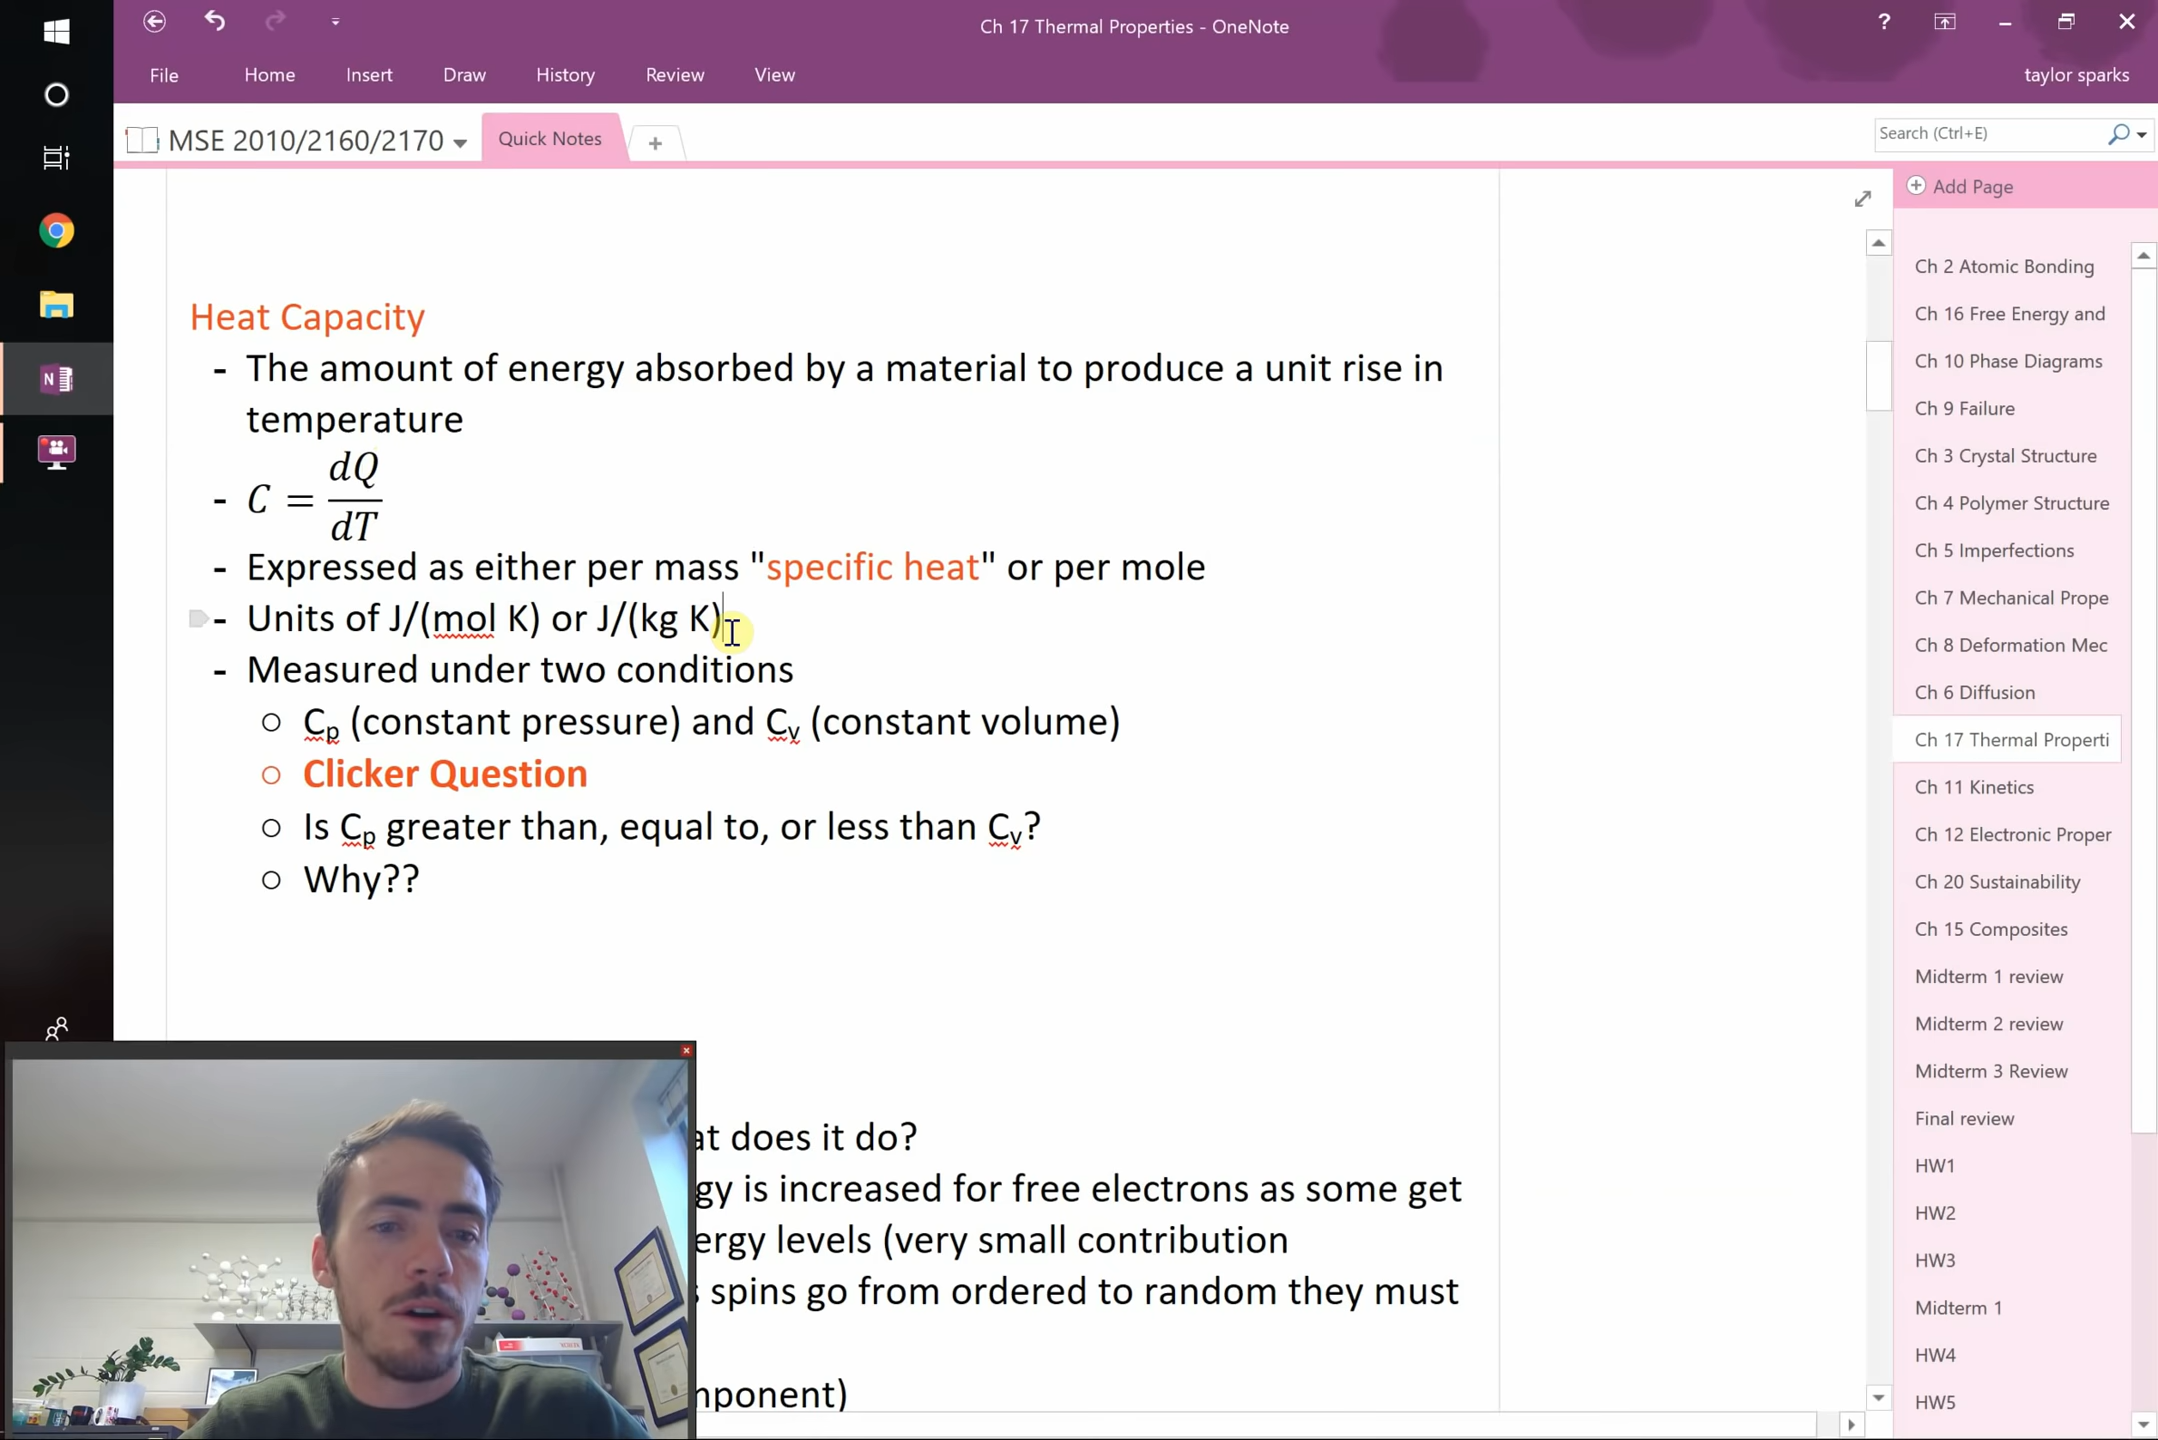 Ch 17 Thermal Properties - OneNote
?
File Home Insert Draw History Review View
taylor sparks
MSE 2010/2160/2170
Quick Notes
+
Search (Ctrl+E)
Add Page
Heat Capacity
- The amount of energy absorbed by a material to produce a unit rise in
temperature
- C = dQ/dT
- Expressed as either per mass "specific heat" or per mole
- Units of J/(mol K) or J/(kg K)
- Measured under two conditions
○ Cp (constant pressure) and Cv (constant volume)
○ Clicker Question
○ Is Cp greater than, equal to, or less than Cv?
○ Why??
at does it do?
gy is increased for free electrons as some get
ergy levels (very small contribution
spins go from ordered to random they must
mponent)
Ch 2 Atomic Bonding
Ch 16 Free Energy and
Ch 10 Phase Diagrams
Ch 9 Failure
Ch 3 Crystal Structure
Ch 4 Polymer Structure
Ch 5 Imperfections
Ch 7 Mechanical Prope
Ch 8 Deformation Mec
Ch 6 Diffusion
Ch 17 Thermal Properti
Ch 11 Kinetics
Ch 12 Electronic Proper
Ch 20 Sustainability
Ch 15 Composites
Midterm 1 review
Midterm 2 review
Midterm 3 Review
Final review
HW1
HW2
HW3
Midterm 1
HW4
HW5